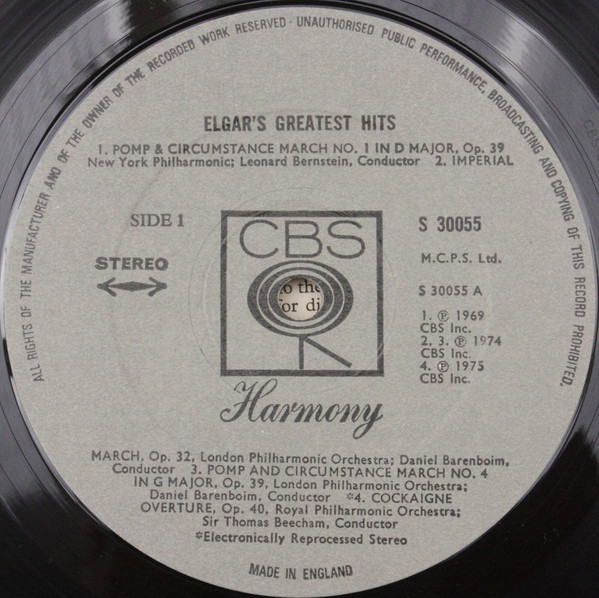 ALL RIGHTS OF THE MANUFACTURER AND OF THE OWNER OF THE RECORDED WORK RESERVED · UNAUTHORISED PUBLIC PERFORMANCE, BROADCASTING AND COPYING OF THIS RECORD PROHIBITED.
ELGAR'S GREATEST HITS
1. POMP & CIRCUMSTANCE MARCH NO. 1 IN D MAJOR, Op. 39
New York Philharmonic; Leonard Bernstein, Conductor 2. IMPERIAL
SIDE 1
STEREO
CBS
S 30055
M.C.P.S. Ltd.
S 30055 A
1. ℗ 1969
CBS Inc.
2, 3. ℗ 1974
CBS Inc.
4. ℗ 1975
CBS Inc.
o the
for di
Harmony
MARCH, Op. 32, London Philharmonic Orchestra; Daniel Barenboim,
Conductor 3. POMP AND CIRCUMSTANCE MARCH NO. 4
IN G MAJOR, Op. 39, London Philharmonic Orchestra;
Daniel Barenboim, Conductor *4. COCKAIGNE
OVERTURE, Op. 40, Royal Philharmonic Orchestra;
Sir Thomas Beecham, Conductor
*Electronically Reprocessed Stereo
MADE IN ENGLAND